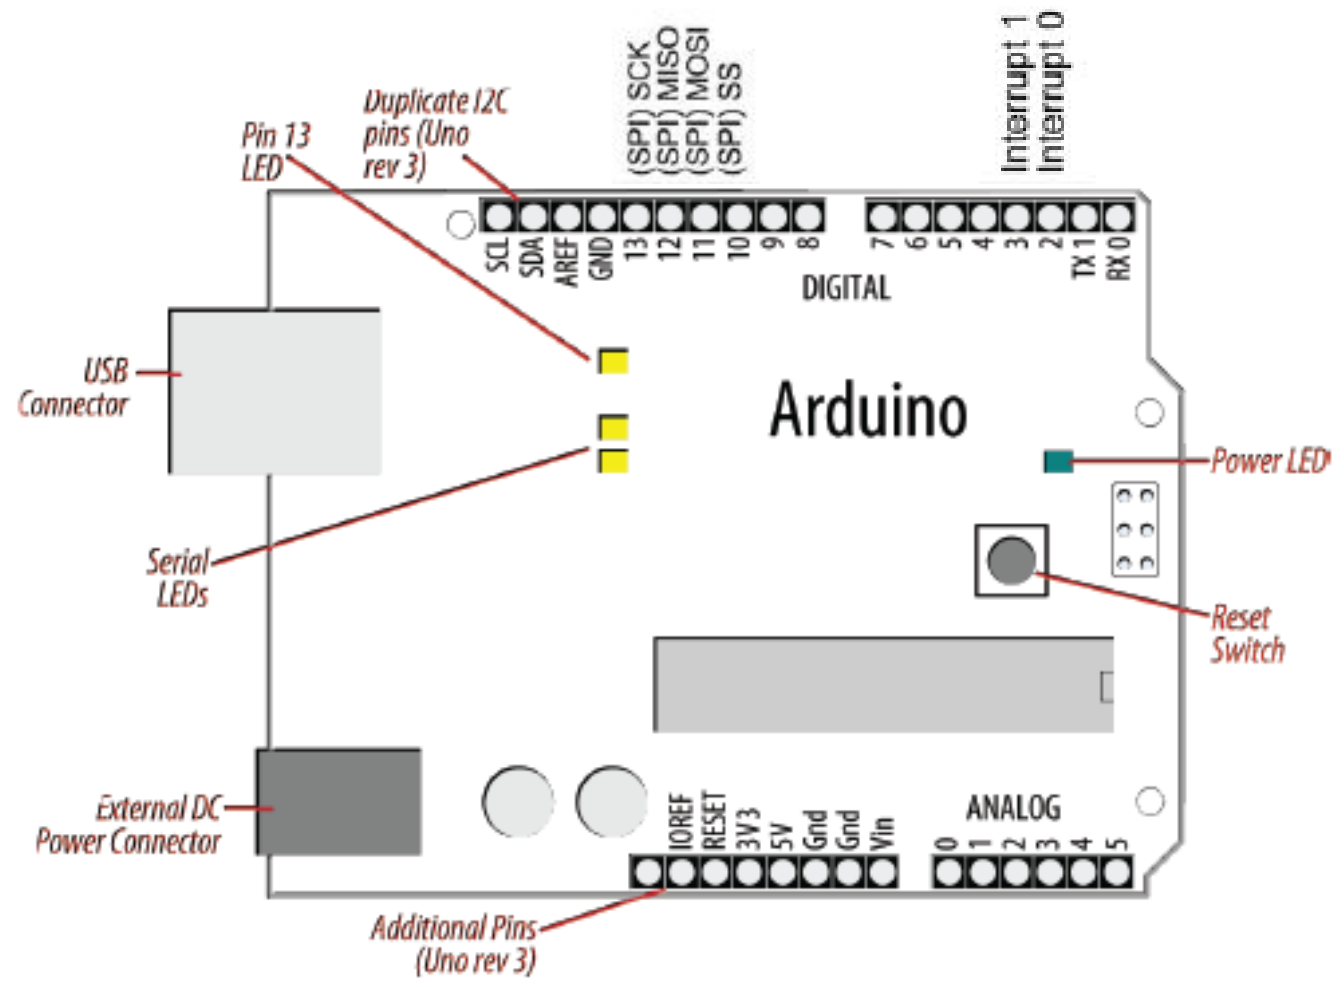 (SPI) SCK
(SPI) MISO
(SPI) MOSI
(SPI) SS
Interrupt 1
Interrupt 0
Duplicate I2C
pins (Uno
rev 3)
Pin 13
LED
SCL
SDA
AREF
GND
13
12
11
10
9
8
7
6
5
4
3
2
TX 1
RX 0
DIGITAL
USB
Connector
Arduino
Power LED
Serial
LEDs
Reset
Switch
External DC
Power Connector
IOREF
RESET
3V3
5V
Gnd
Gnd
Vin
ANALOG
0
1
2
3
4
5
Additional Pins
(Uno rev 3)